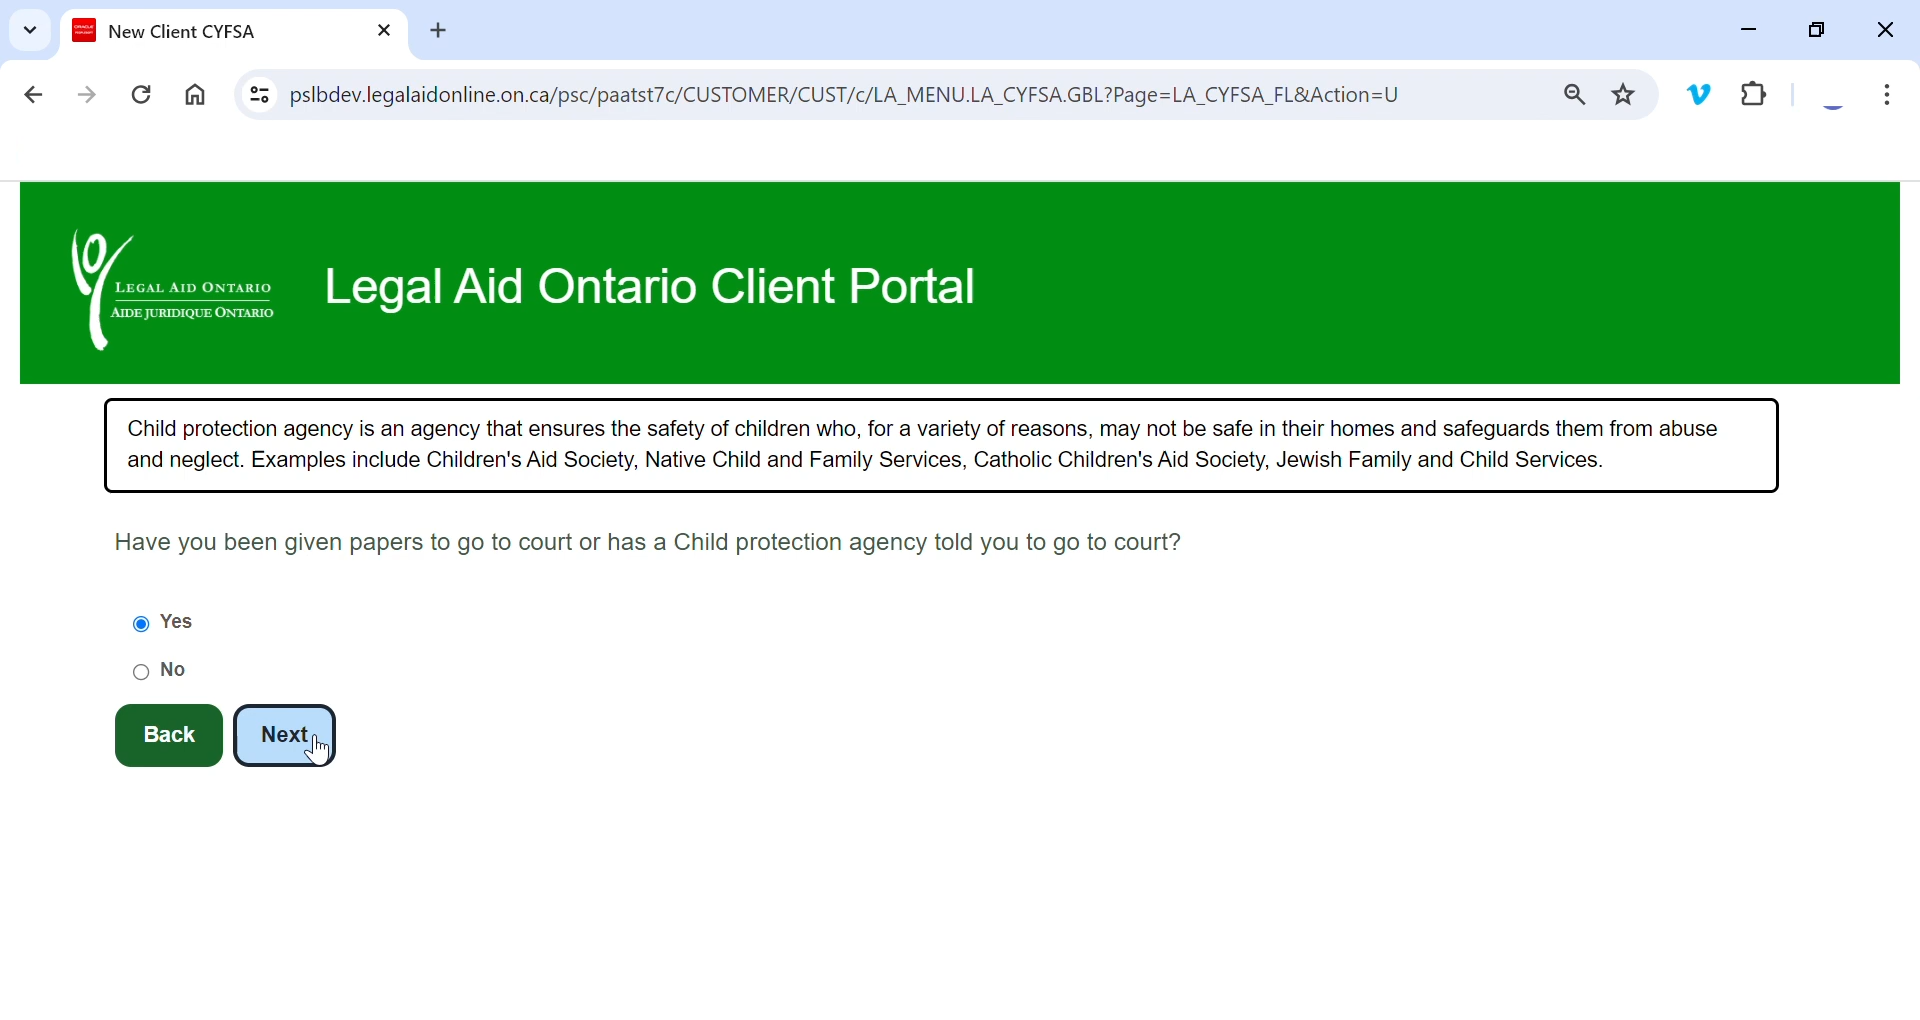 New Client CYFSA
pslbdev.legalaidonline.on.ca/psc/paatst7c/CUSTOMER/CUST/c/LA_MENU.LA_CYFSA.GBL?Page=LA_CYFSA_FL&Action=U
LEGAL AID ONTARIO
AIDE JURIDIQUE ONTARIO
Legal Aid Ontario Client Portal
Child protection agency is an agency that ensures the safety of children who, for a variety of reasons, may not be safe in their homes and safeguards them from abuse
and neglect. Examples include Children's Aid Society, Native Child and Family Services, Catholic Children's Aid Society, Jewish Family and Child Services.
Have you been given papers to go to court or has a Child protection agency told you to go to court?
Yes
No
Back
Next